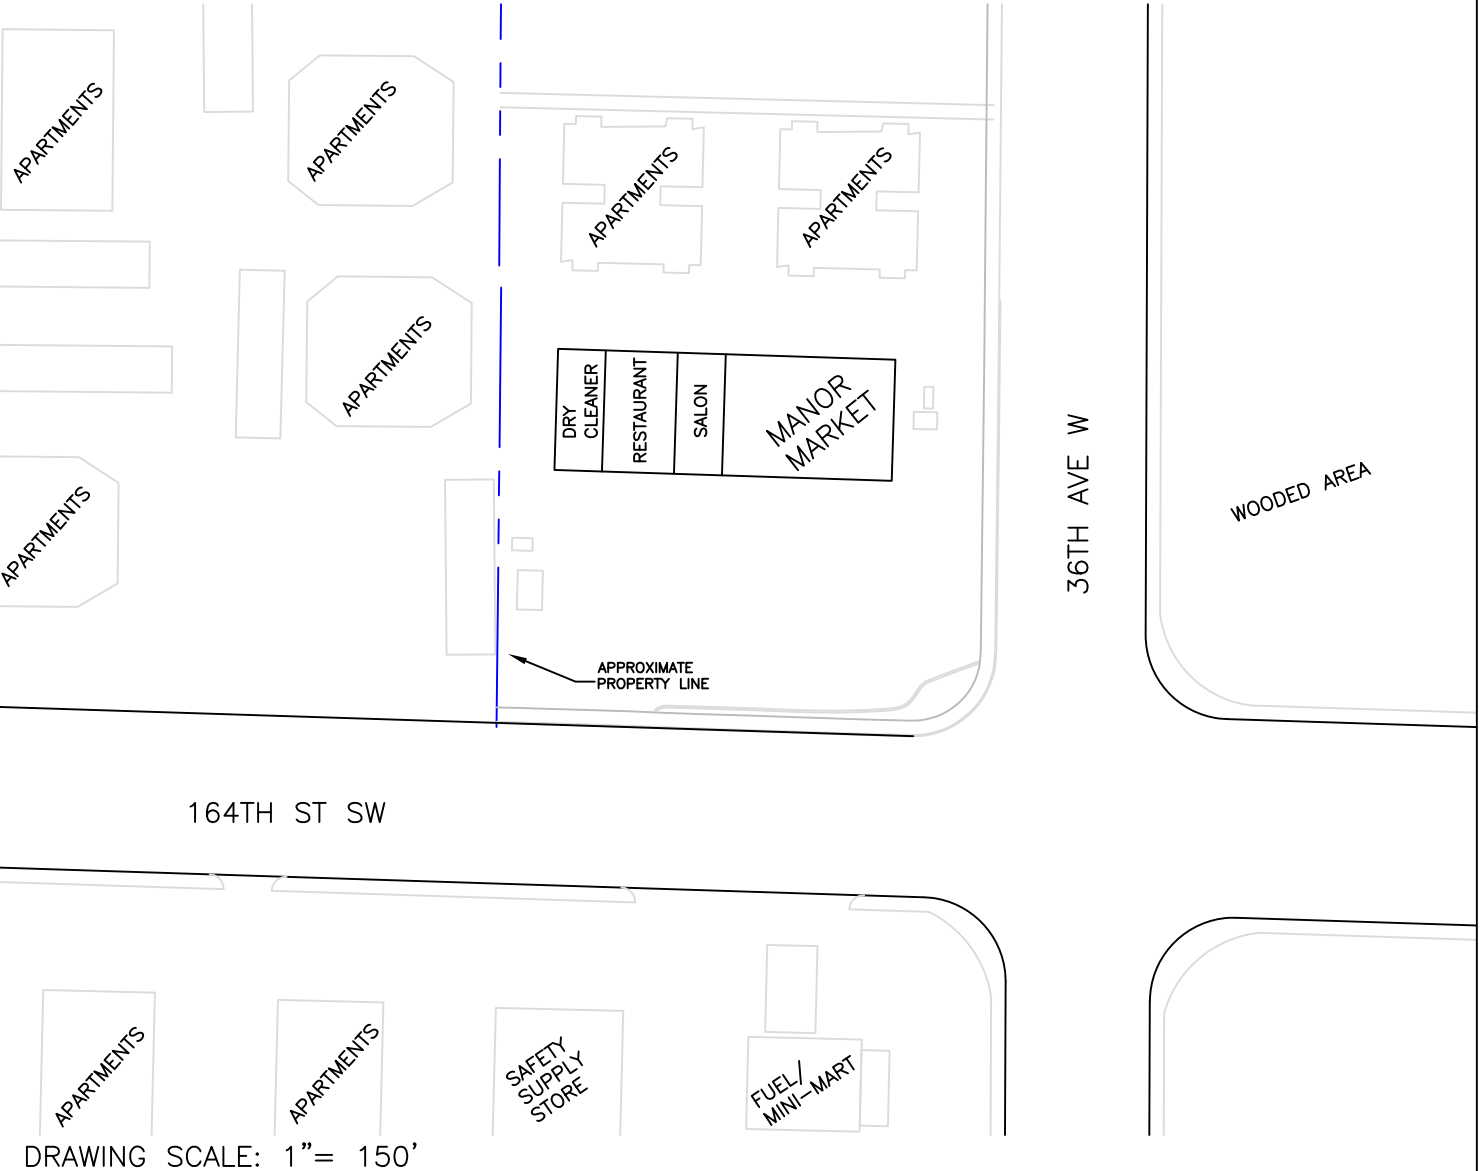 APARTMENTS
APARTMENTS
APARTMENTS
APARTMENTS
APARTMENTS
APARTMENTS
DRY
CLEANER
RESTAURANT
SALON
MANOR
MARKET
36TH AVE W
WOODED AREA
APPROXIMATE
PROPERTY LINE
164TH ST SW
APARTMENTS
APARTMENTS
SAFETY
SUPPLY
STORE
FUEL/
MINI-MART
DRAWING SCALE: 1"= 150'